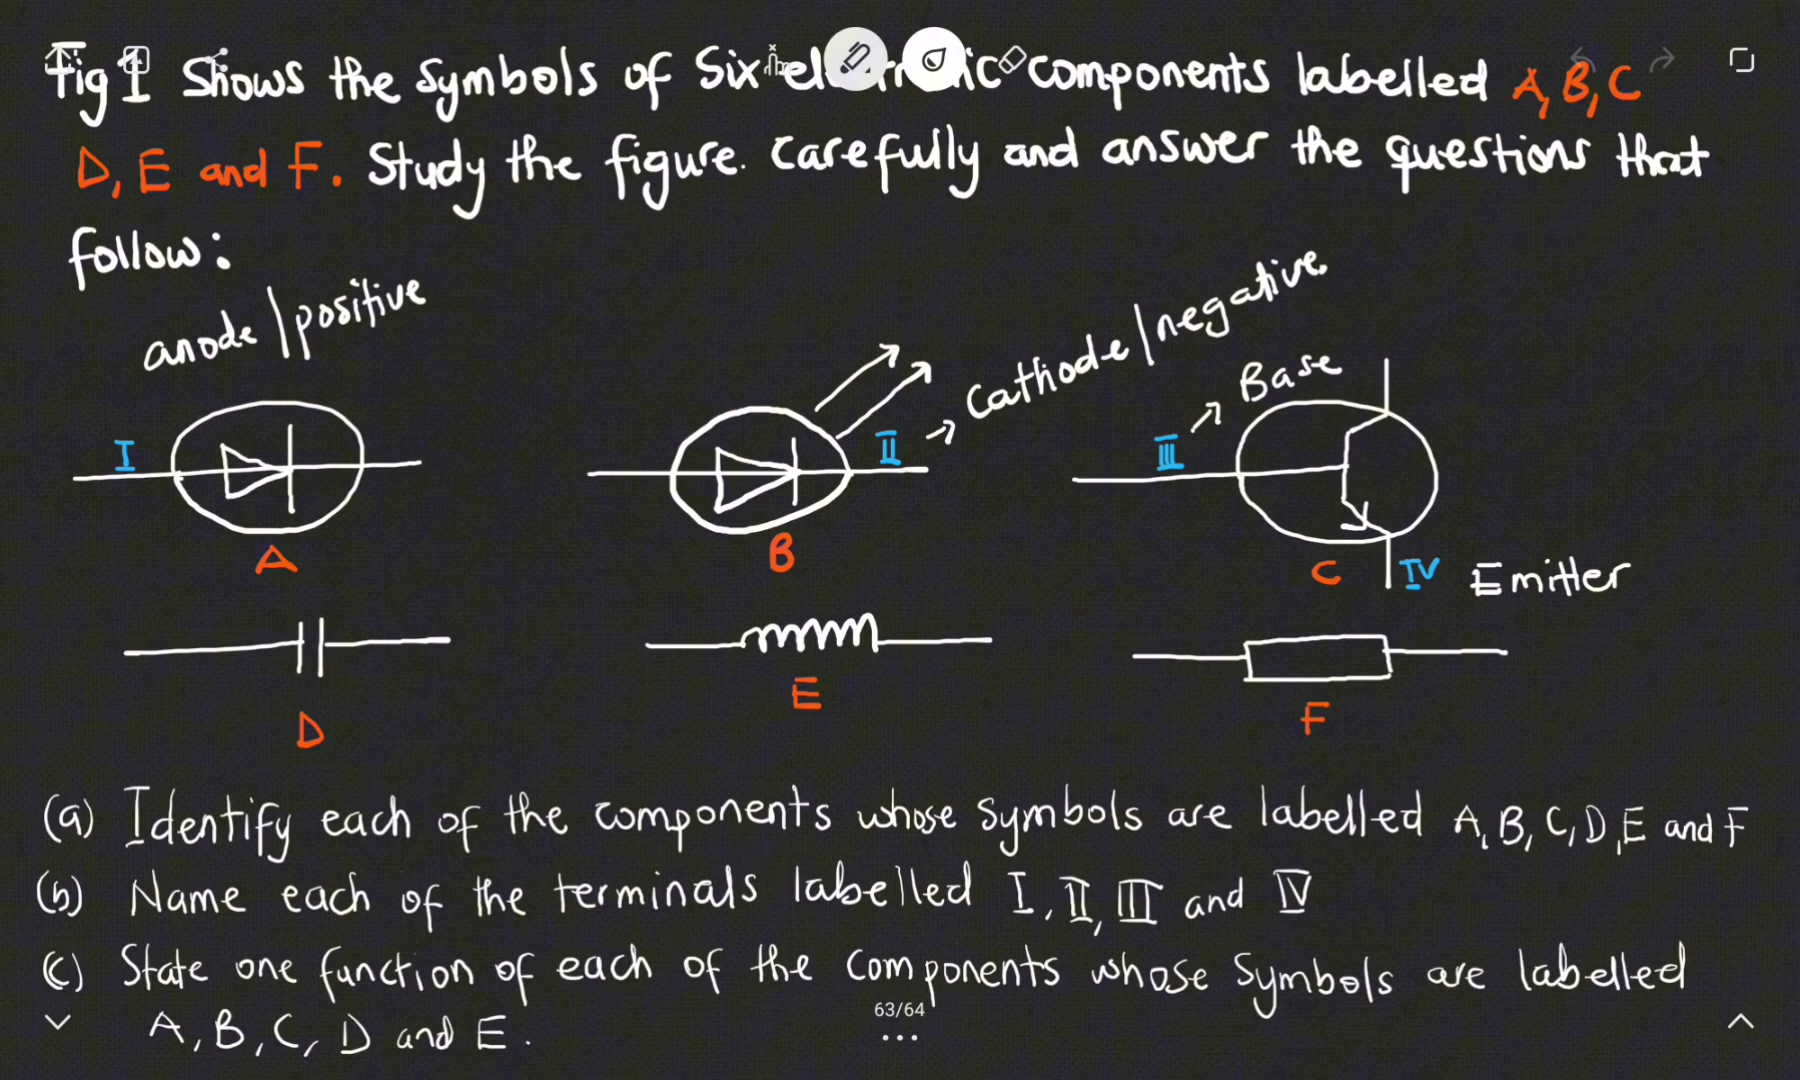 Fig 1 Shows the symbols of Six components labelled A, B, C
D, E and F. Study the figure. carefully and answer the questions that
follow:
anode / positive
Cathode / negative
Base
I
II
III
A
B
C
IV
Emitter
D
E
F
(a) Identify each of the components whose symbols are labelled A, B, C, D, E and F
(b) Name each of the terminals labelled I, II, III and IV
(c) State one function of each of the components whose Symbols are labelled
A, B, C, D and E.
63/64